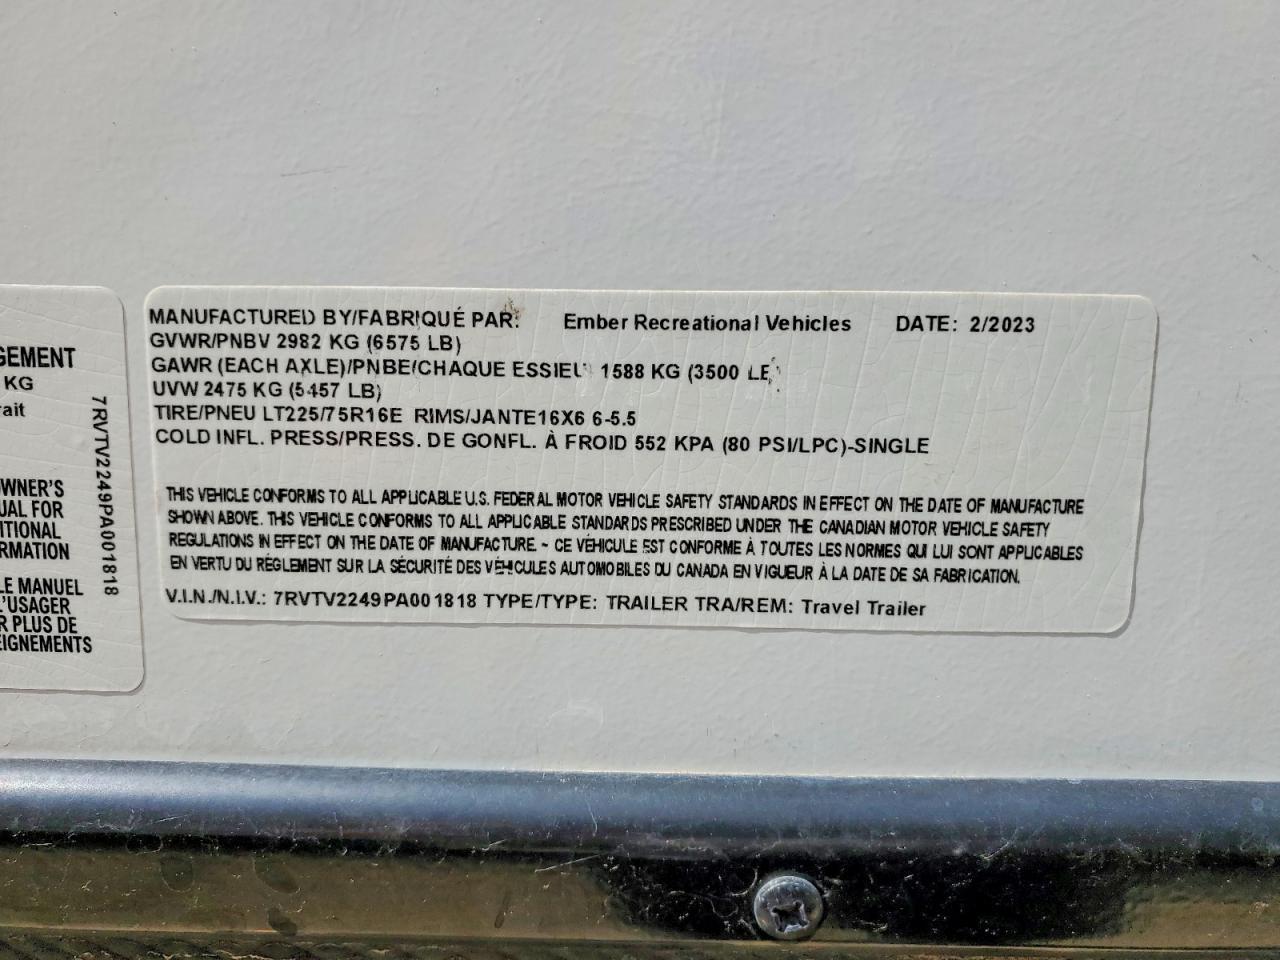 GEMENT
KG
rait
WNER'S
UAL FOR
ITIONAL
ORMATION
LE MANUEL
L'USAGER
R PLUS DE
EIGNEMENTS
7RVTV2249PA001818
MANUFACTURED BY/FABRIQUÉ PAR: Ember Recreational Vehicles DATE: 2/2023
GVWR/PNBV 2982 KG (6575 LB)
GAWR (EACH AXLE)/PNBE/CHAQUE ESSIEU 1588 KG (3500 LB)
UVW 2475 KG (5457 LB)
TIRE/PNEU LT225/75R16E RIMS/JANTE16X6 6-5.5
COLD INFL. PRESS/PRESS. DE GONFL. À FROID 552 KPA (80 PSI/LPC)-SINGLE
THIS VEHICLE CONFORMS TO ALL APPLICABLE U.S. FEDERAL MOTOR VEHICLE SAFETY STANDARDS IN EFFECT ON THE DATE OF MANUFACTURE
SHOWN ABOVE. THIS VEHICLE CONFORMS TO ALL APPLICABLE STANDARDS PRESCRIBED UNDER THE CANADIAN MOTOR VEHICLE SAFETY
REGULATIONS IN EFFECT ON THE DATE OF MANUFACTURE. ~ CE VÉHICULE EST CONFORME À TOUTES LES NORMES QUI LUI SONT APPLICABLES
EN VERTU DU RÉGLEMENT SUR LA SÉCURITÉ DES VÉHICULES AUTOMOBILES DU CANADA EN VIGUEUR À LA DATE DE SA FABRICATION.
V.I.N./N.I.V.: 7RVTV2249PA001818 TYPE/TYPE: TRAILER TRA/REM: Travel Trailer